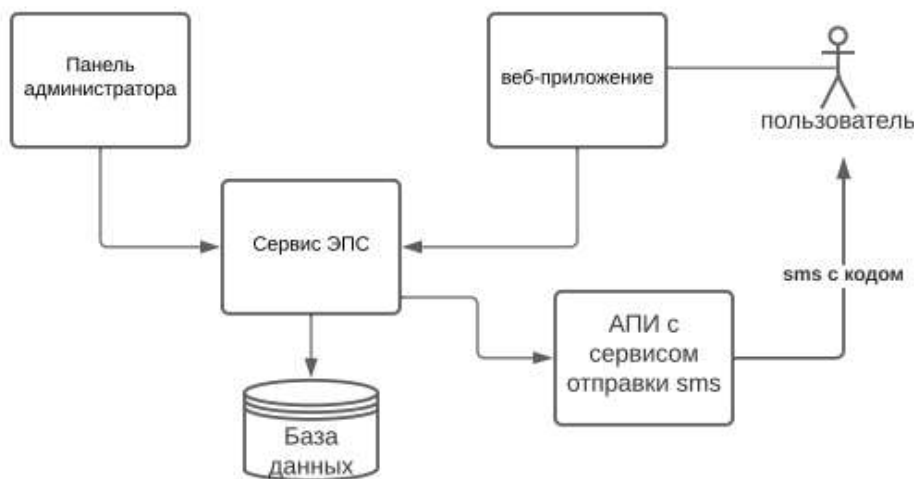 Панель
администратора
веб-приложение
пользователь
Сервис ЭПС
sms с кодом
АПИ с
сервисом
отправки sms
База
данных